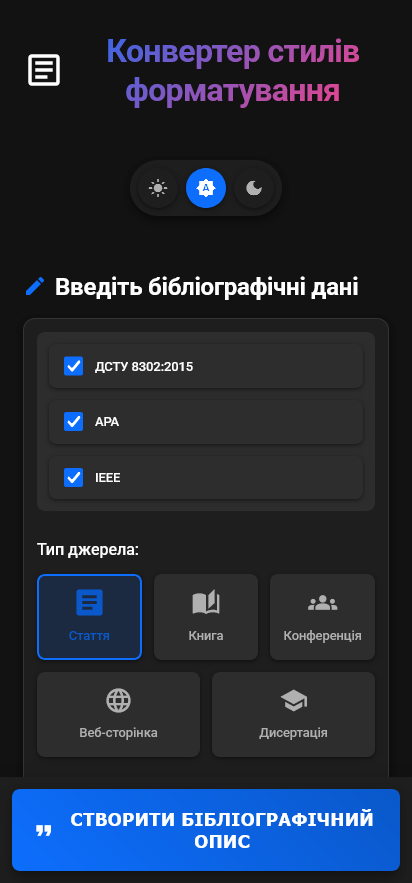 Конвертер стилів
форматування
Введіть бібліографічні дані
ДСТУ 8302:2015
APA
IEEE
Тип джерела:
Стаття
Книга
Конференція
Веб-сторінка
Дисертація
СТВОРИТИ БІБЛІОГРАФІЧНИЙ
ОПИС